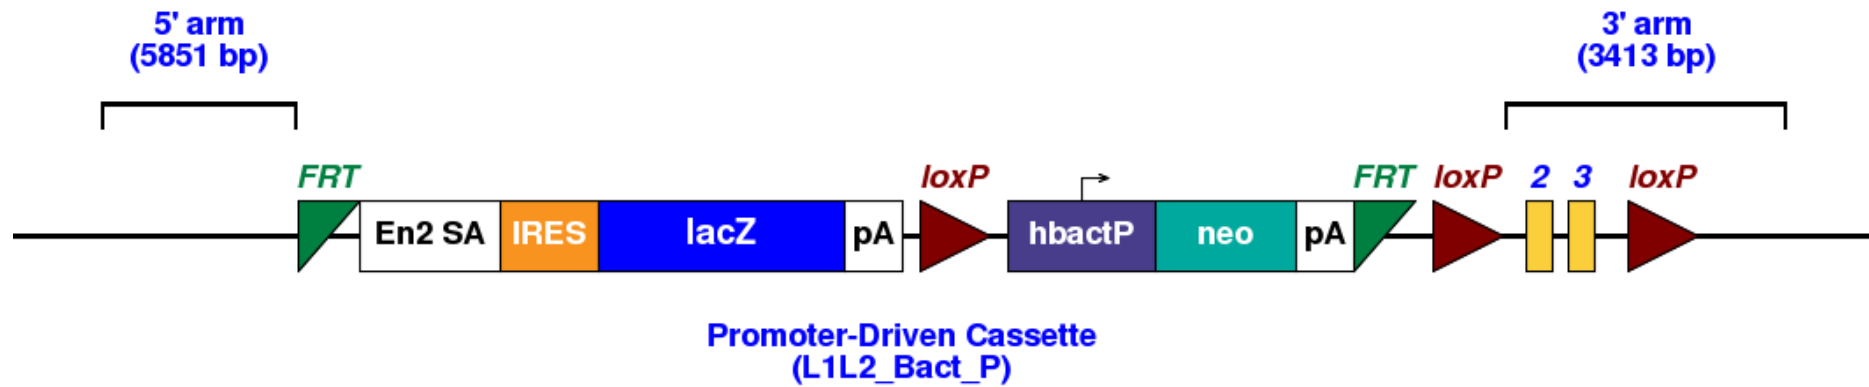 5' arm
(5851 bp)
3' arm
(3413 bp)
FRT
loxP
FRT
loxP
2
3
loxP
En2 SA
IRES
lacZ
pA
hbactP
neo
pA
Promoter-Driven Cassette
(L1L2_Bact_P)